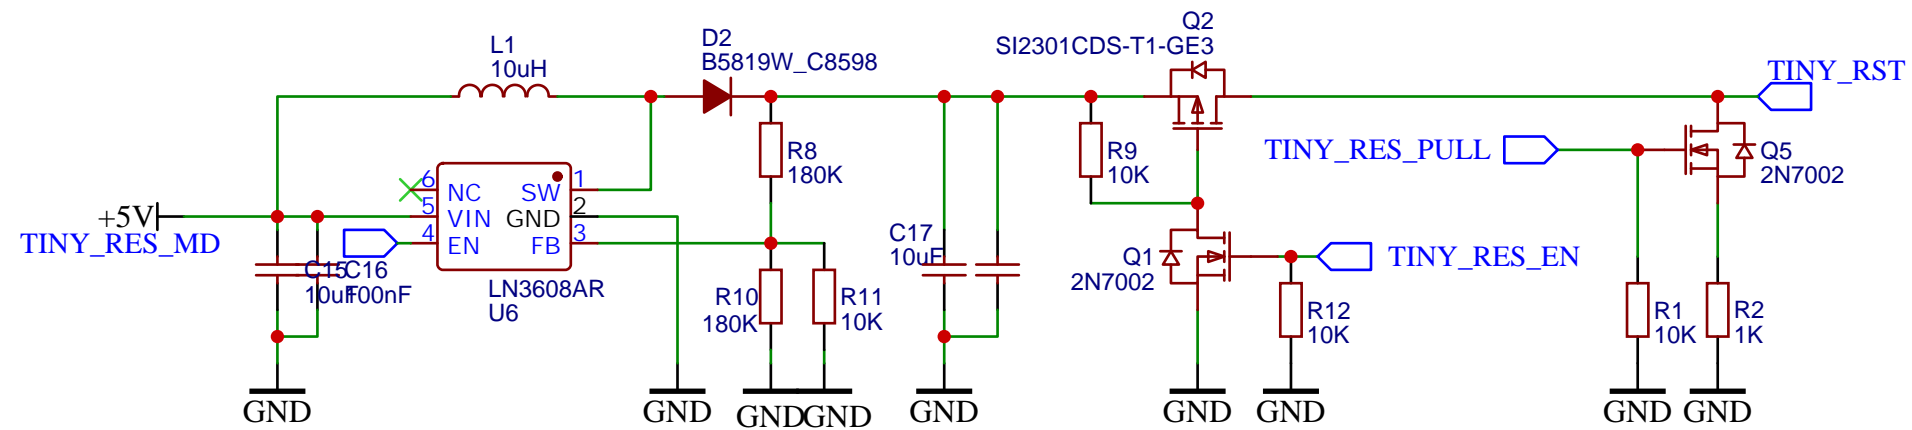 L1
10uH
D2
B5819W_C8598
Q2
SI2301CDS-T1-GE3
TINY_RST
R8
180K
R9
10K
TINY_RES_PULL
Q5
2N7002
6
NC
SW
1
+5V
5
VIN
GND
2
TINY_RES_MD
4
EN
FB
3
C15
10uF
C16
100nF
LN3608AR
U6
R10
180K
R11
10K
C17
10uF
Q1
2N7002
TINY_RES_EN
R12
10K
R1
10K
R2
1K
GND
GND
GND
GND
GND
GND
GND
GND
GND